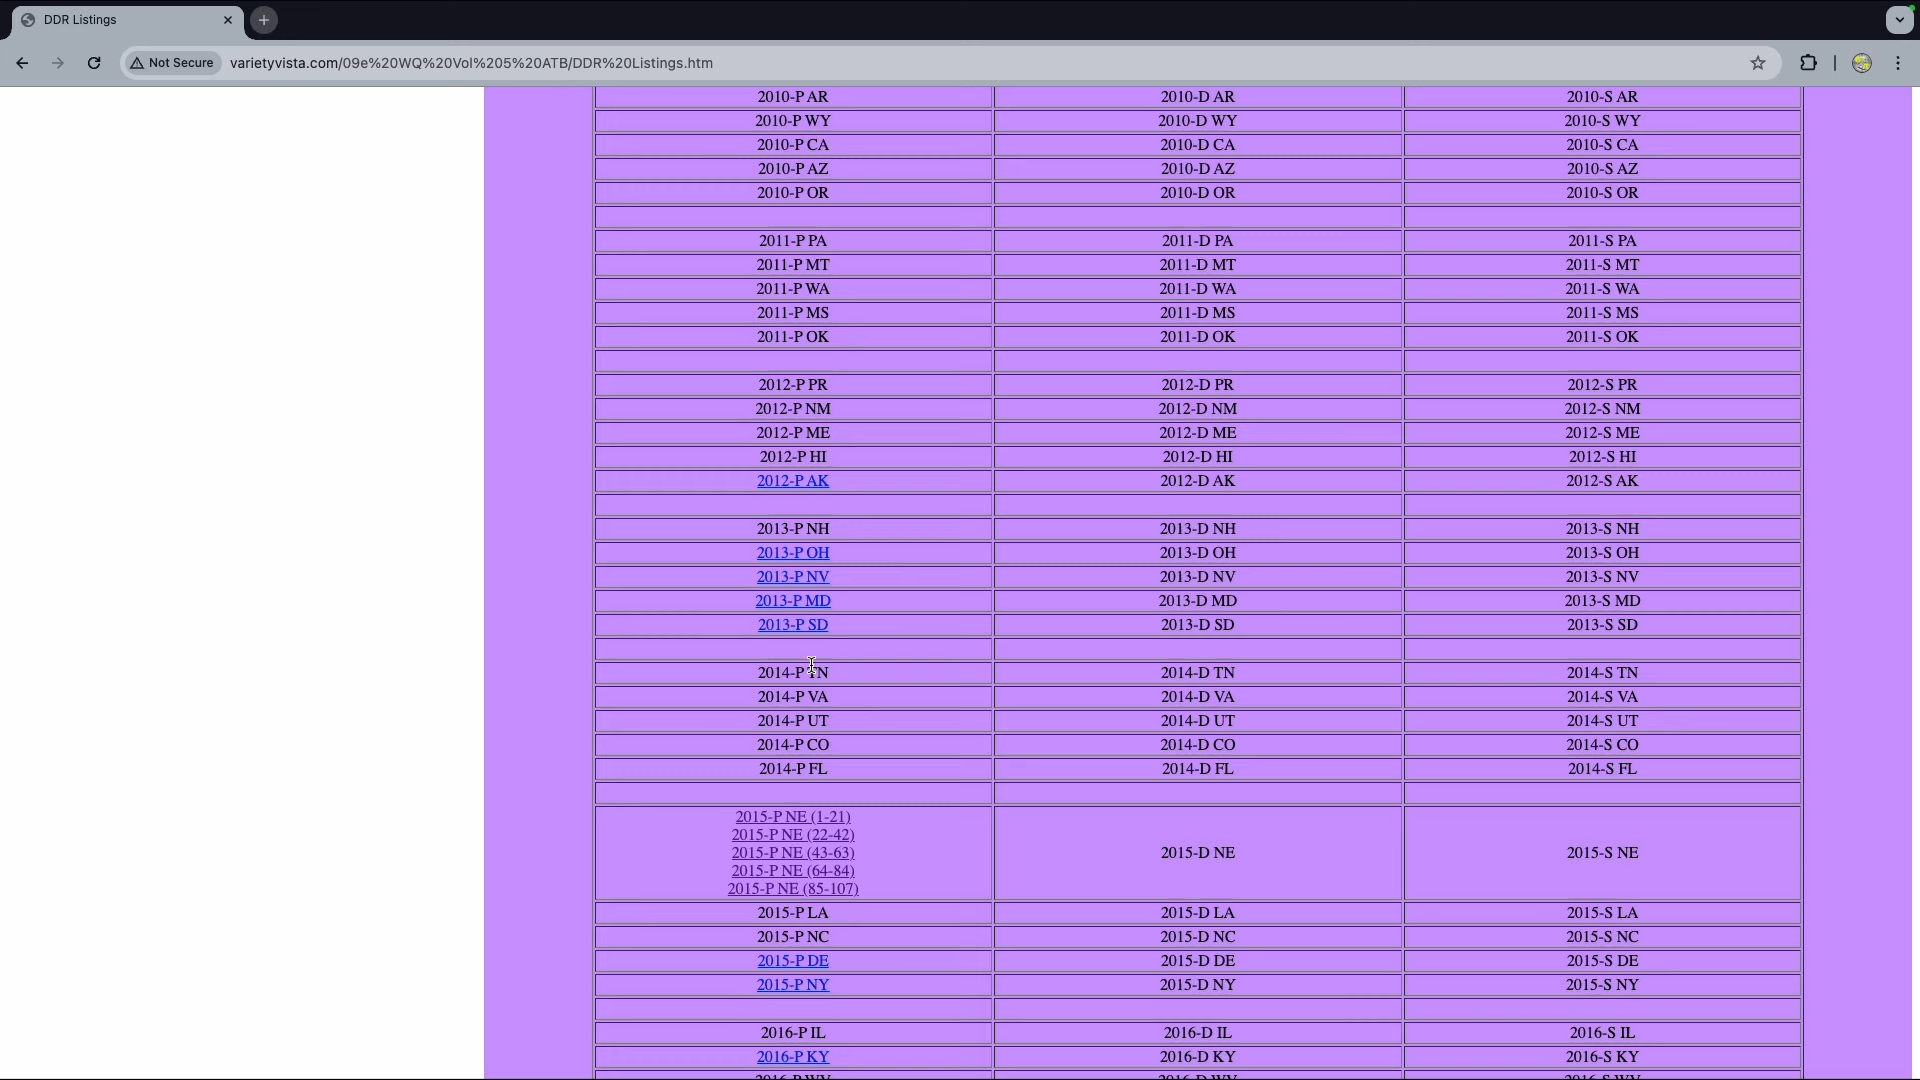 DDR Listings
Not Secure
varietyvista.com/09e%20WQ%20Vol%205%20ATB/DDR%20Listings.htm
2010-P AR 2010-D AR 2010-S AR
2010-P WY 2010-D WY 2010-S WY
2010-P CA 2010-D CA 2010-S CA
2010-P AZ 2010-D AZ 2010-S AZ
2010-P OR 2010-D OR 2010-S OR
2011-P PA 2011-D PA 2011-S PA
2011-P MT 2011-D MT 2011-S MT
2011-P WA 2011-D WA 2011-S WA
2011-P MS 2011-D MS 2011-S MS
2011-P OK 2011-D OK 2011-S OK
2012-P PR 2012-D PR 2012-S PR
2012-P NM 2012-D NM 2012-S NM
2012-P ME 2012-D ME 2012-S ME
2012-P HI 2012-D HI 2012-S HI
2012-P AK 2012-D AK 2012-S AK
2013-P NH 2013-D NH 2013-S NH
2013-P OH 2013-D OH 2013-S OH
2013-P NV 2013-D NV 2013-S NV
2013-P MD 2013-D MD 2013-S MD
2013-P SD 2013-D SD 2013-S SD
2014-P TN 2014-D TN 2014-S TN
2014-P VA 2014-D VA 2014-S VA
2014-P UT 2014-D UT 2014-S UT
2014-P CO 2014-D CO 2014-S CO
2014-P FL 2014-D FL 2014-S FL
2015-P NE (1-21)
2015-P NE (22-42)
2015-P NE (43-63) 2015-D NE 2015-S NE
2015-P NE (64-84)
2015-P NE (85-107)
2015-P LA 2015-D LA 2015-S LA
2015-P NC 2015-D NC 2015-S NC
2015-P DE 2015-D DE 2015-S DE
2015-P NY 2015-D NY 2015-S NY
2016-P IL 2016-D IL 2016-S IL
2016-P KY 2016-D KY 2016-S KY